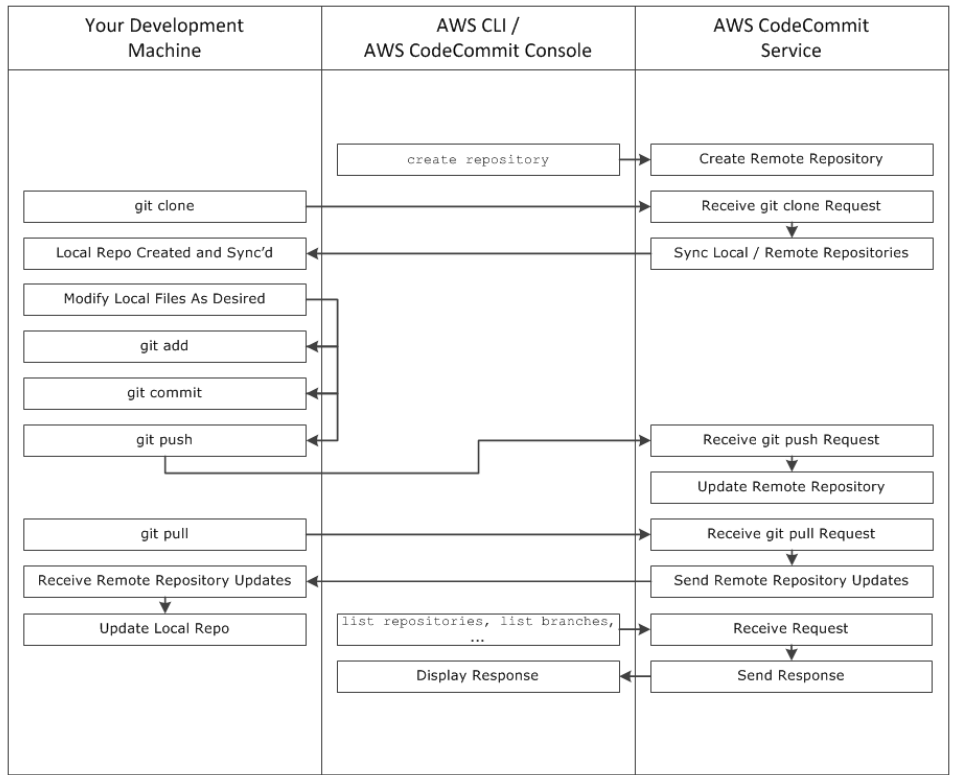 Your Development
Machine
AWS CLI /
AWS CodeCommit Console
AWS CodeCommit
Service
create repository
Create Remote Repository
git clone
Receive git clone Request
Local Repo Created and Sync'd
Sync Local / Remote Repositories
Modify Local Files As Desired
git add
git commit
git push
Receive git push Request
Update Remote Repository
git pull
Receive git pull Request
Receive Remote Repository Updates
Send Remote Repository Updates
Update Local Repo
list repositories, list branches,
...
Receive Request
Display Response
Send Response